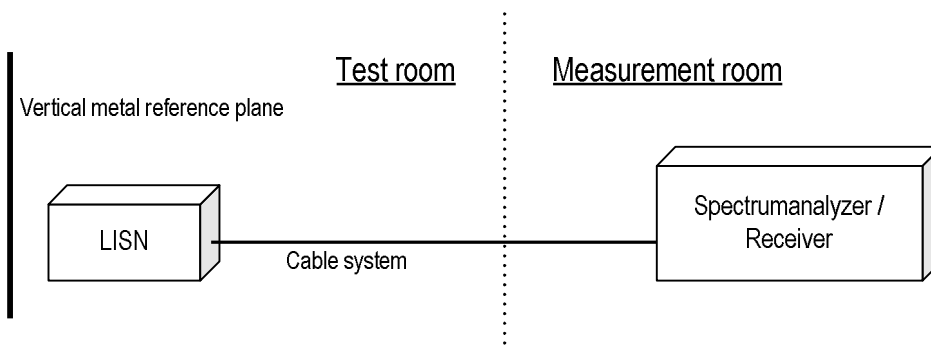 Test room
Measurement room
Vertical metal reference plane
LISN
Cable system
Spectrumanalyzer /
Receiver